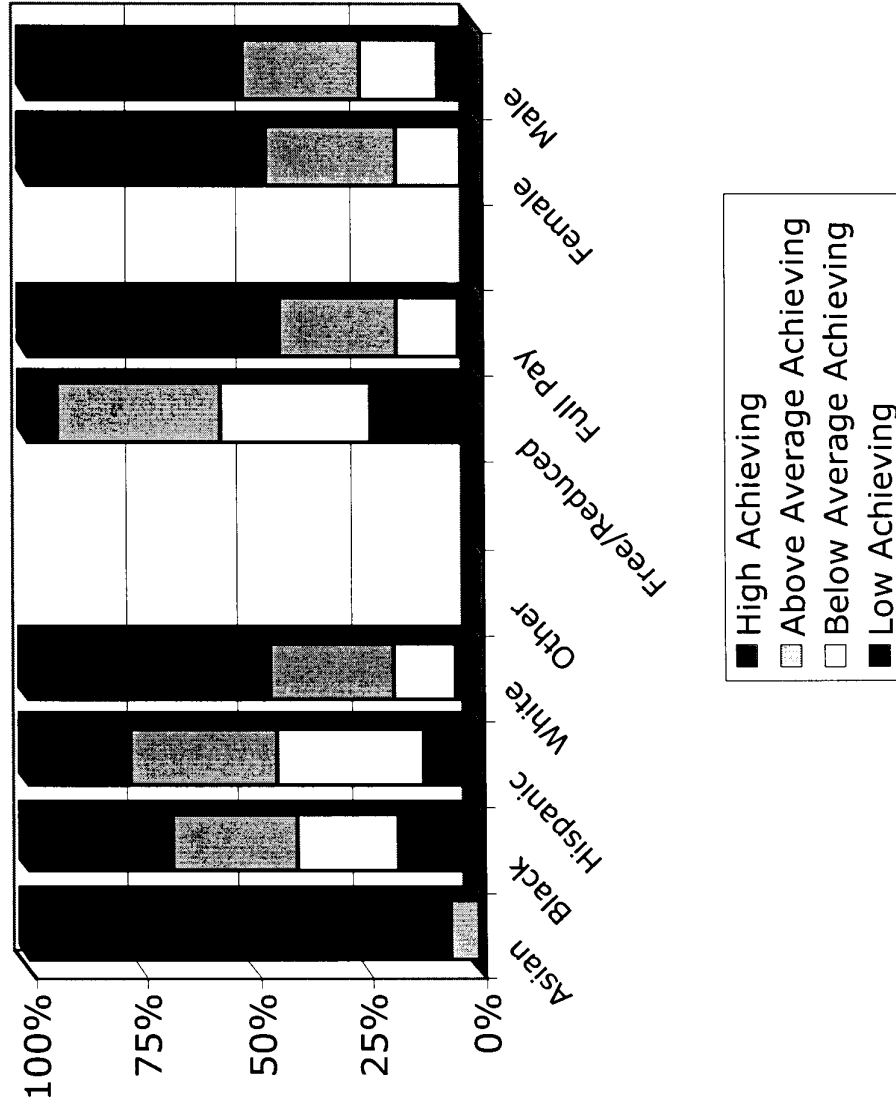 100%
75%
50%
25%
0%
Asian
Black
Hispanic
White
Other
Free/Reduced
Full Pay
Female
Male
High Achieving
Above Average Achieving
Below Average Achieving
Low Achieving